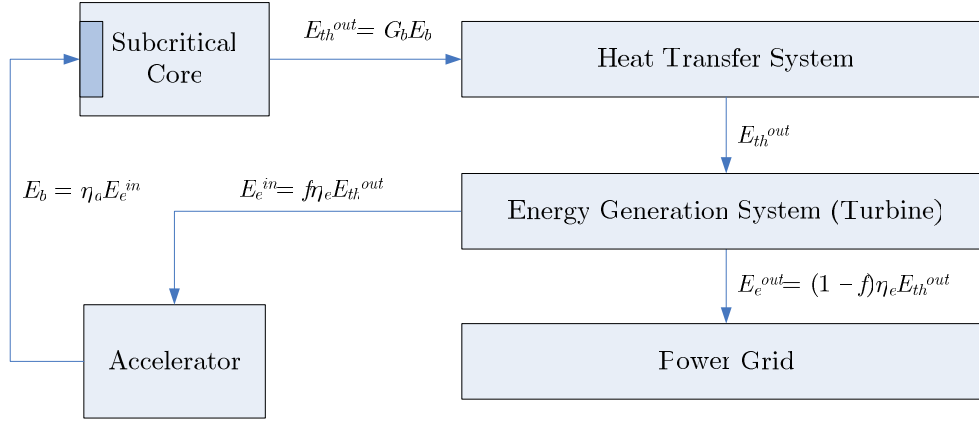 Subcritical
Core
E_th^out = G_b E_b
Heat Transfer System
E_th^out
E_b = η_a E_e^in
E_e^in = fη_e E_th^out
Energy Generation System (Turbine)
E_e^out = (1 − f)η_e E_th^out
Accelerator
Power Grid